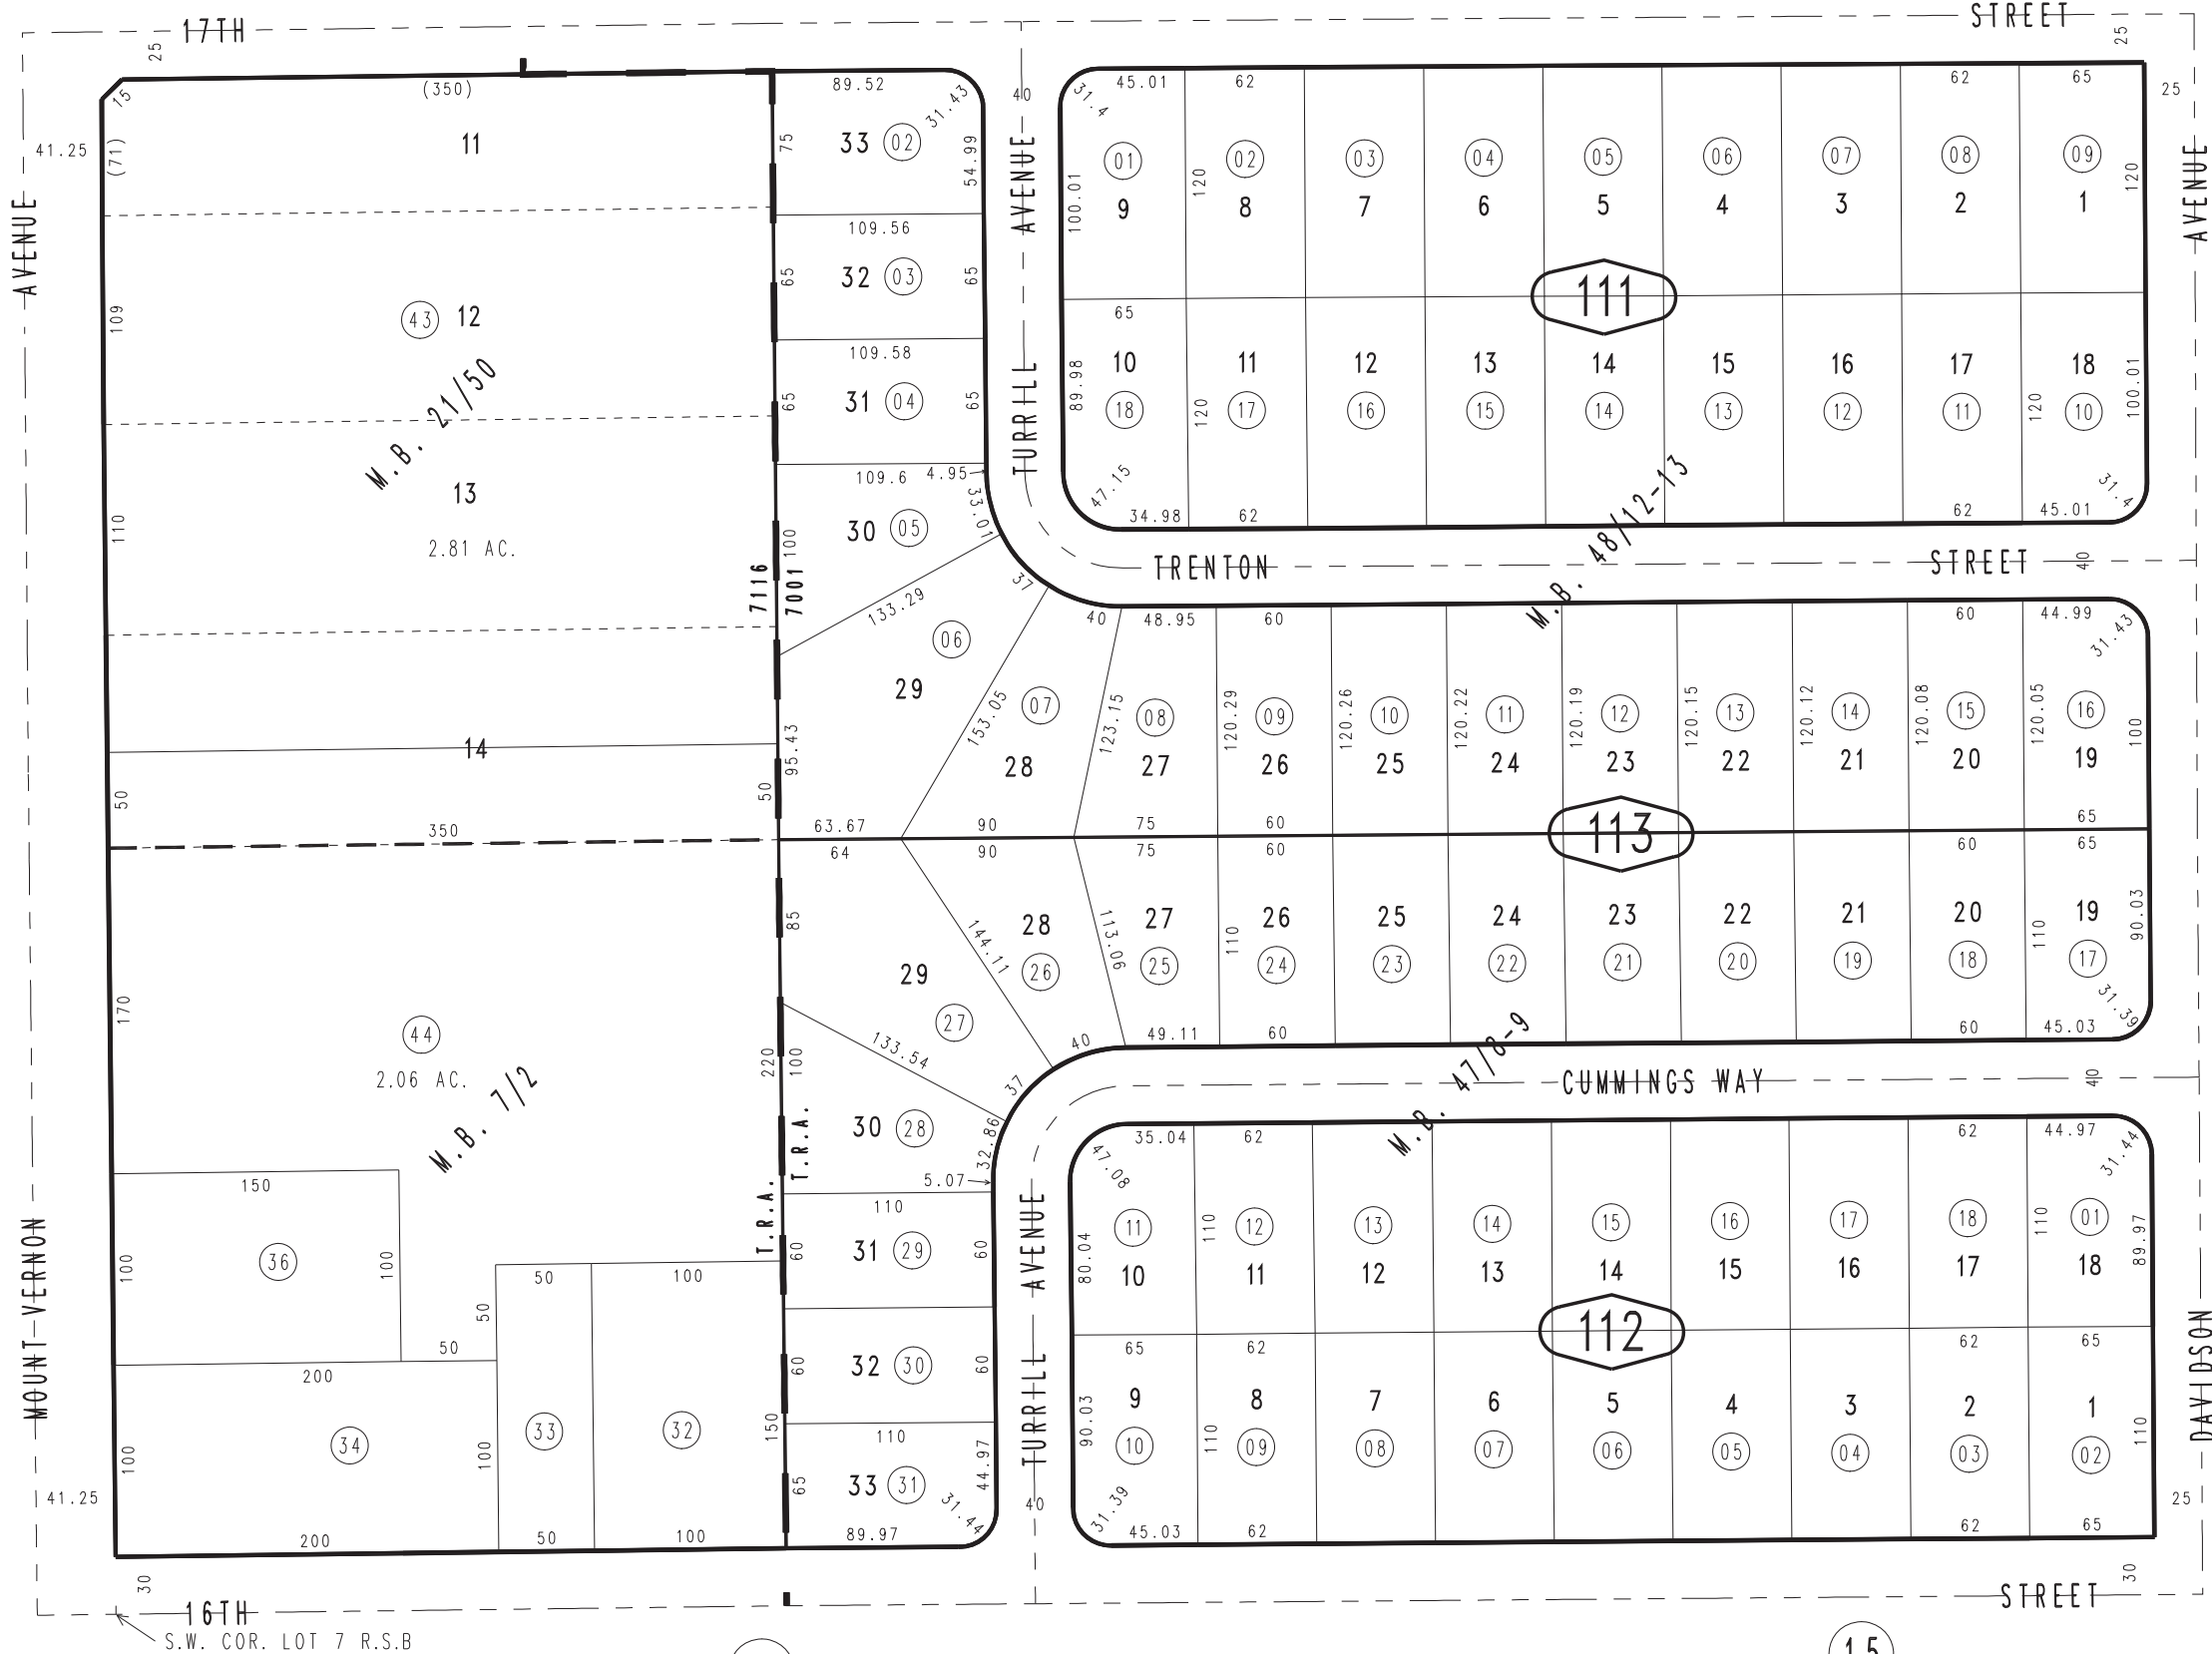 17TH STREET
25 25
15 (350) 89.52 31.43 40 31.4 45.01 62 62 65 25
41.25 (71) 11 75 33 02 54.99
01 02 03 04 05 06 07 08 09
100.01 120 120
9 8 7 6 5 4 3 2 1
AVENUE TURRILL AVENUE AVENUE
109.56
109 43 12 65 32 03 65
111
M.B. 21/50
109.58
65 31 04 65
65
89.98 10 11 12 13 14 15 16 17 18 100.01
18 120 17 16 15 14 13 12 11 120 10
109.6 4.95
13 33.01 47.15 31.4
34.98 62 62 45.01
110 2.81 AC. 100 30 05
M.B. 48/12-13
TRENTON STREET 40
7116 7001
133.29 37
40 48.95 60 60 44.99 31.43
06 29
153.05 07 28
123.15 08 120.29 09 120.26 10 120.22 11 120.19 12 120.15 13 120.12 14 120.08 15 120.05 16 100
27 26 25 24 23 22 21 20 19
14 95.43
50 50
350 63.67 90 75 60 65
113
64 90 75 60 60 65
85
28 27 26 25 24 23 22 21 20 19
144.11 26 113.06 25 110 24 23 22 21 20 19 18 110 17 90.03
29 27
170 44
2.06 AC.
M.B. 7/2
133.54
220 100
37 40 49.11 60 60 45.03 31.39
M.B. 47/8-9
CUMMINGS WAY 40
30 28 32.86
5.07
T.R.A. T.R.A.
35.04 62 62 44.97
47.08 31.44
150
110
100 36 100
60 31 29 60
TURRILL AVENUE
80.04 11 110 12 13 14 15 16 17 18 110 01 89.97
10 11 12 13 14 15 16 17 18
50 100
50 50
112
60 32 30 60
65 62 62 65
200
MOUNT VERNON DAVIDSON
9 8 7 6 5 4 3 2 1
90.03 10 110 09 08 07 06 05 04 03 02 110
100 34 100 33 32 150
110
65 33 31 44.97 31.44
41.25 40 31.39 25
200 50 100 89.97 45.03 62 62 65
30 30
16TH STREET
S.W. COR. LOT 7 R.S.B
15